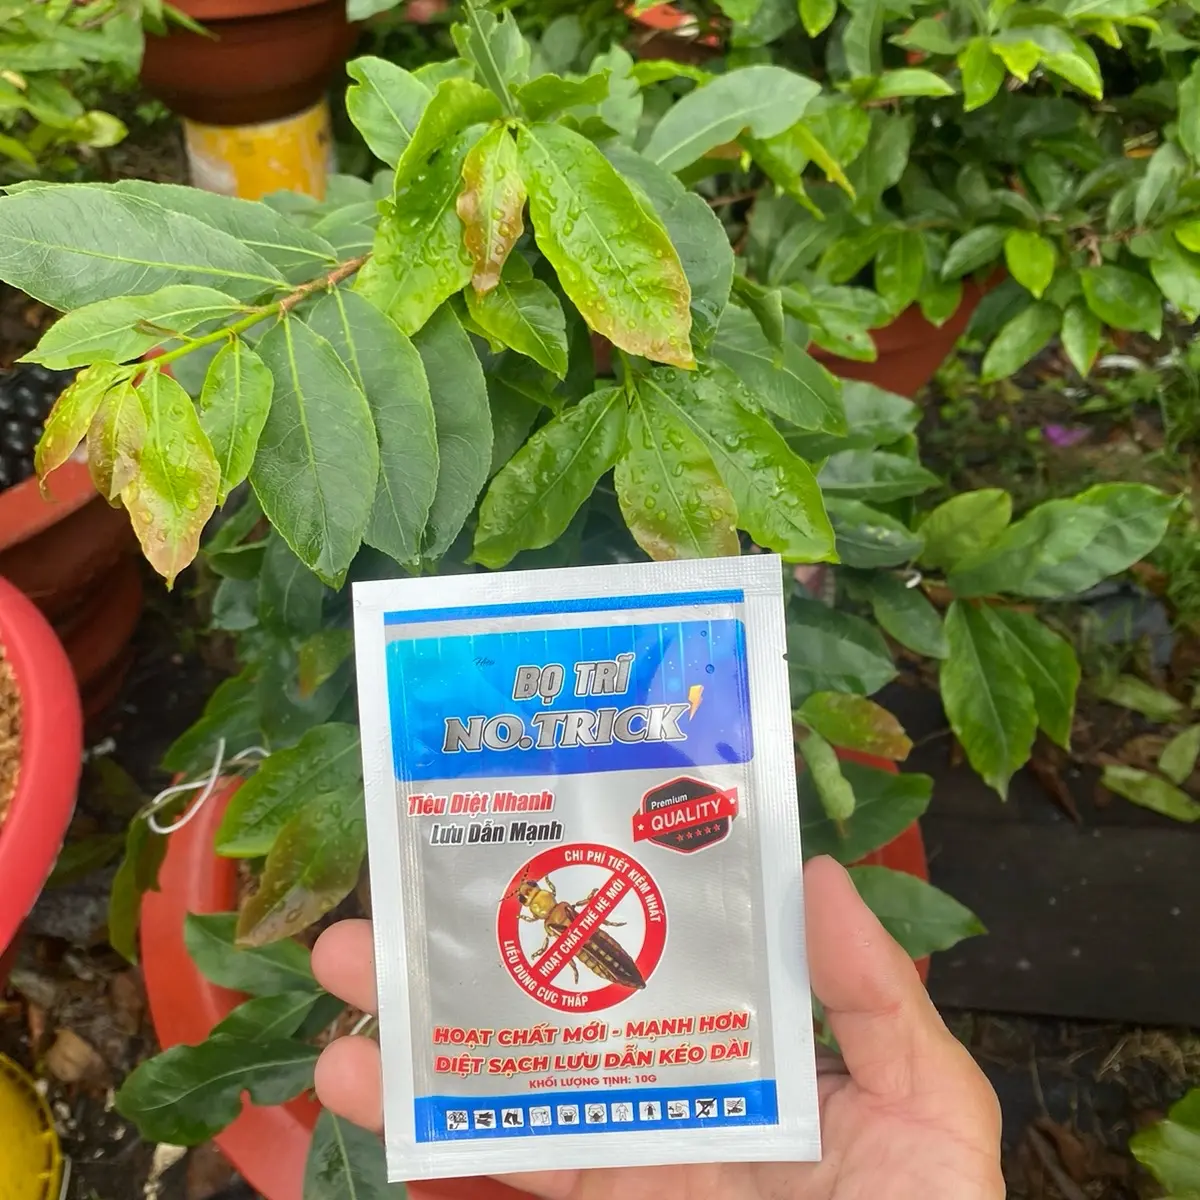 BỌ TRĨ
NO.TRICK
Tiêu Diệt Nhanh
Lưu Dẫn Mạnh
Premium
QUALITY
CHI PHÍ TIẾT KIỆM NHẤT
HOẠT CHẤT THẾ HỆ MỚI
LIỀU DÙNG CỰC THẤP
HOẠT CHẤT MỚI - MẠNH HƠN
DIỆT SẠCH LƯU DẪN KÉO DÀI
KHỐI LƯỢNG TỊNH: 10G